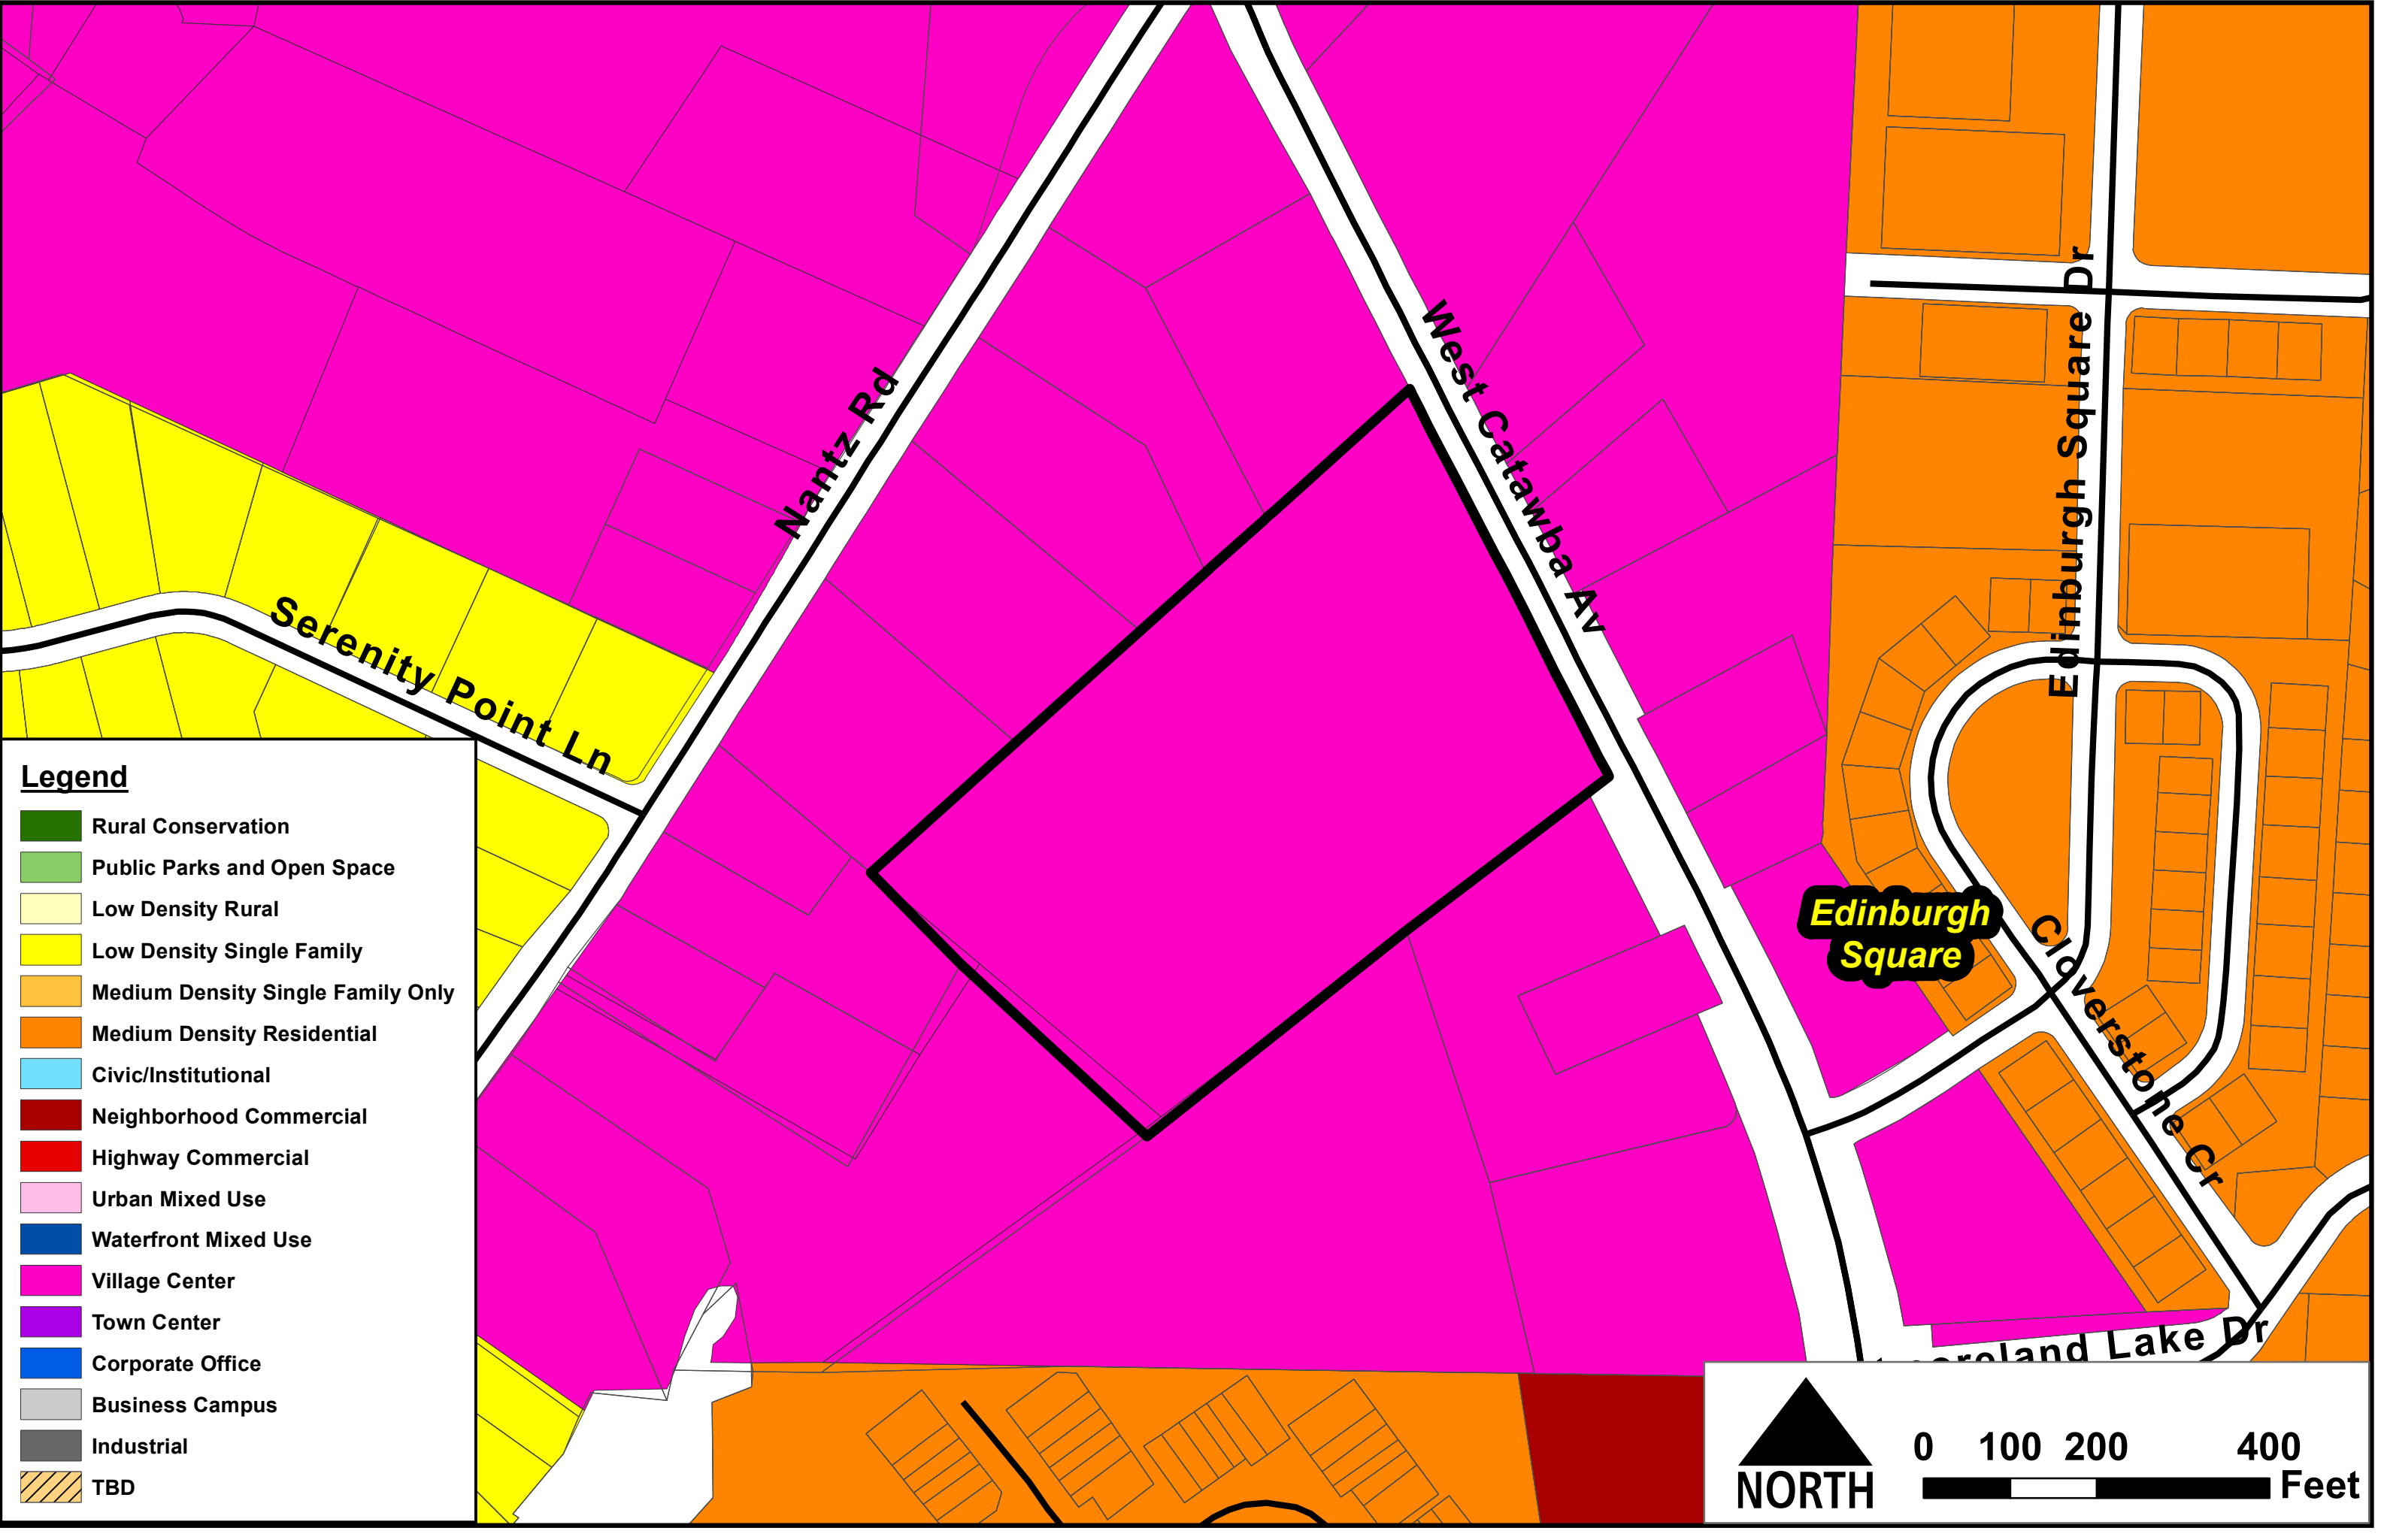 West Catawba Av
Edinburgh Square Dr
Nantz Rd
Serenity Point Ln
Edinburgh
Square
Cloverstone Cr
Lake Dr
Legend
Rural Conservation
Public Parks and Open Space
Low Density Rural
Low Density Single Family
Medium Density Single Family Only
Medium Density Residential
Civic/Institutional
Neighborhood Commercial
Highway Commercial
Urban Mixed Use
Waterfront Mixed Use
Village Center
Town Center
Corporate Office
Business Campus
Industrial
TBD
NORTH
0 100 200 400
Feet